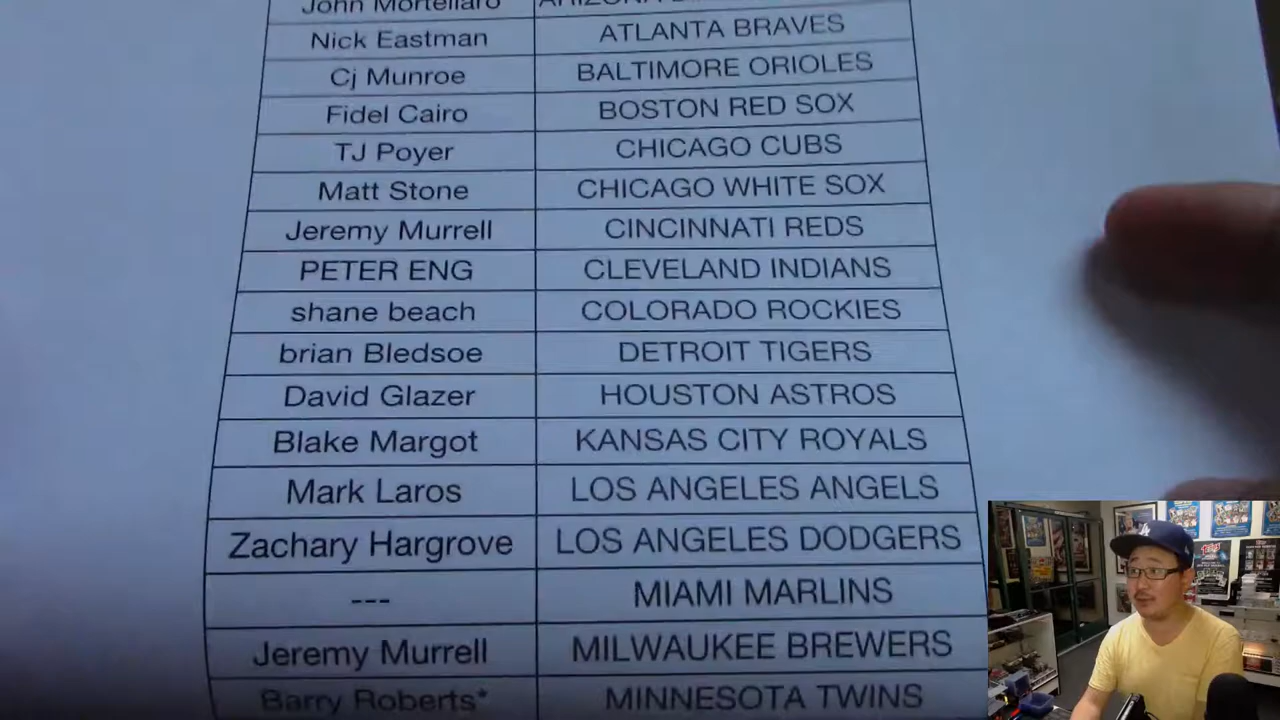 John Mortellaro ARIZONA
Nick Eastman ATLANTA BRAVES
Cj Munroe BALTIMORE ORIOLES
Fidel Cairo BOSTON RED SOX
TJ Poyer CHICAGO CUBS
Matt Stone CHICAGO WHITE SOX
Jeremy Murrell CINCINNATI REDS
PETER ENG CLEVELAND INDIANS
shane beach COLORADO ROCKIES
brian Bledsoe DETROIT TIGERS
David Glazer HOUSTON ASTROS
Blake Margot KANSAS CITY ROYALS
Mark Laros LOS ANGELES ANGELS
Zachary Hargrove LOS ANGELES DODGERS
--- MIAMI MARLINS
Jeremy Murrell MILWAUKEE BREWERS
Barry Roberts* MINNESOTA TWINS